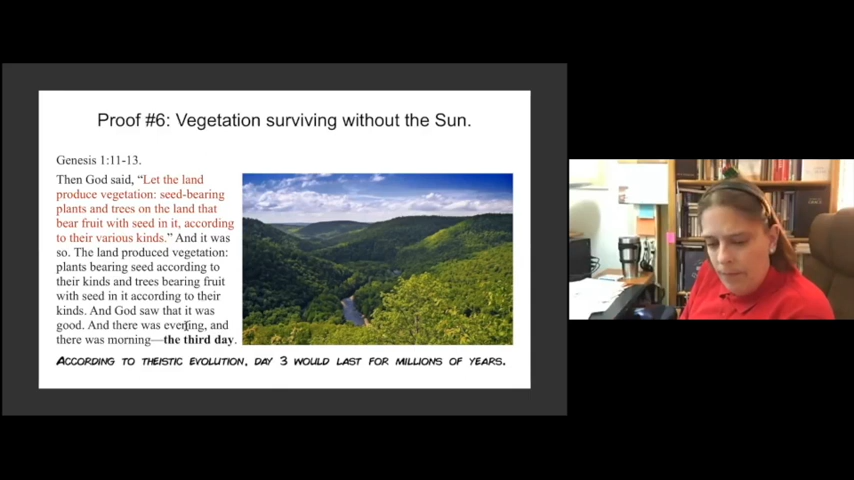 Proof #6: Vegetation surviving without the Sun.
Genesis 1:11-13.
Then God said, “Let the land
produce vegetation: seed-bearing
plants and trees on the land that
bear fruit with seed in it, according
to their various kinds.” And it was
so. The land produced vegetation:
plants bearing seed according to
their kinds and trees bearing fruit
with seed in it according to their
kinds. And God saw that it was
good. And there was evening, and
there was morning—the third day.
According to theistic evolution, day 3 would last for millions of years.